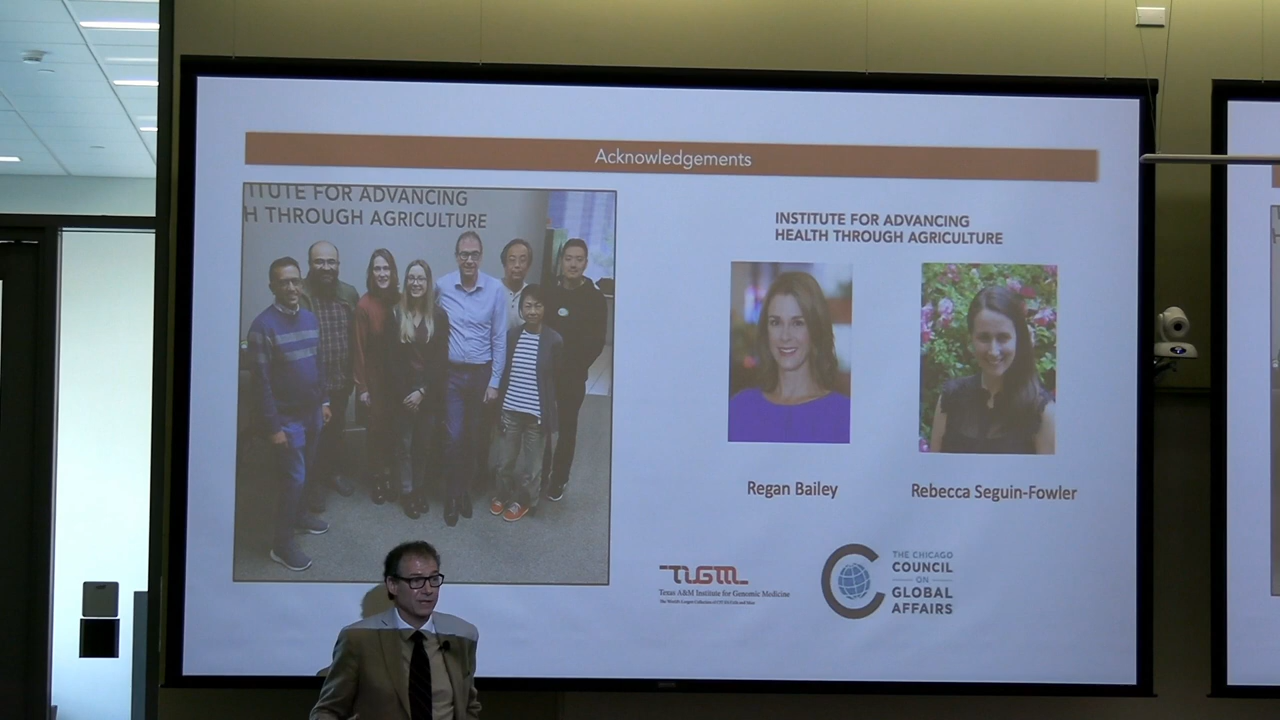 Acknowledgements
TITUTE FOR ADVANCING
H THROUGH AGRICULTURE
INSTITUTE FOR ADVANCING
HEALTH THROUGH AGRICULTURE
Regan Bailey
Rebecca Seguin-Fowler
TIGM
Texas A&M Institute for Genomic Medicine
THE CHICAGO
COUNCIL
ON
GLOBAL
AFFAIRS